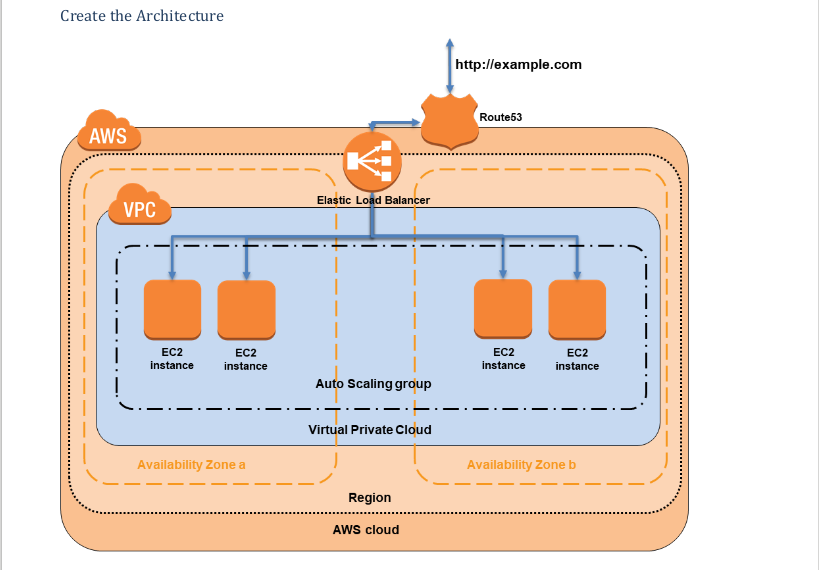 Create the Architecture
http://example.com
Route53
AWS
Elastic Load Balancer
VPC
EC2
instance
EC2
instance
EC2
instance
EC2
instance
Auto Scaling group
Virtual Private Cloud
Availability Zone a
Availability Zone b
Region
AWS cloud